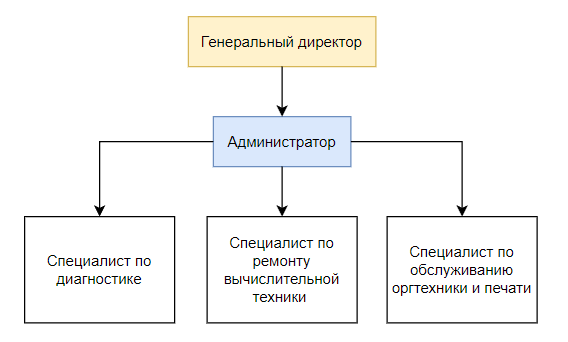 Генеральный директор
Администратор
Специалист по
диагностике
Специалист по
ремонту
вычислительной
техники
Специалист по
обслуживанию
оргтехники и печати